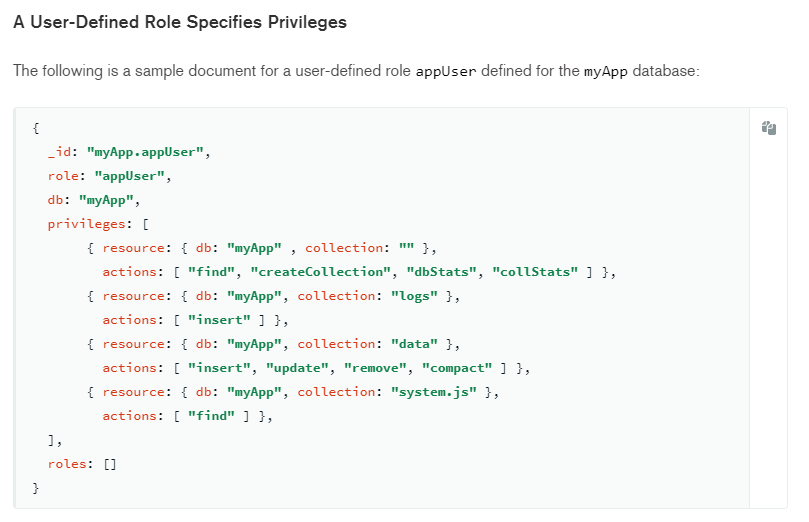 A User-Defined Role Specifies Privileges
The following is a sample document for a user-defined role appUser defined for the myApp database:
{
  _id: "myApp.appUser",
  role: "appUser",
  db: "myApp",
  privileges: [
       { resource: { db: "myApp" , collection: "" },
         actions: [ "find", "createCollection", "dbStats", "collStats" ] },
       { resource: { db: "myApp", collection: "logs" },
         actions: [ "insert" ] },
       { resource: { db: "myApp", collection: "data" },
         actions: [ "insert", "update", "remove", "compact" ] },
       { resource: { db: "myApp", collection: "system.js" },
         actions: [ "find" ] },
  ],
  roles: []
}